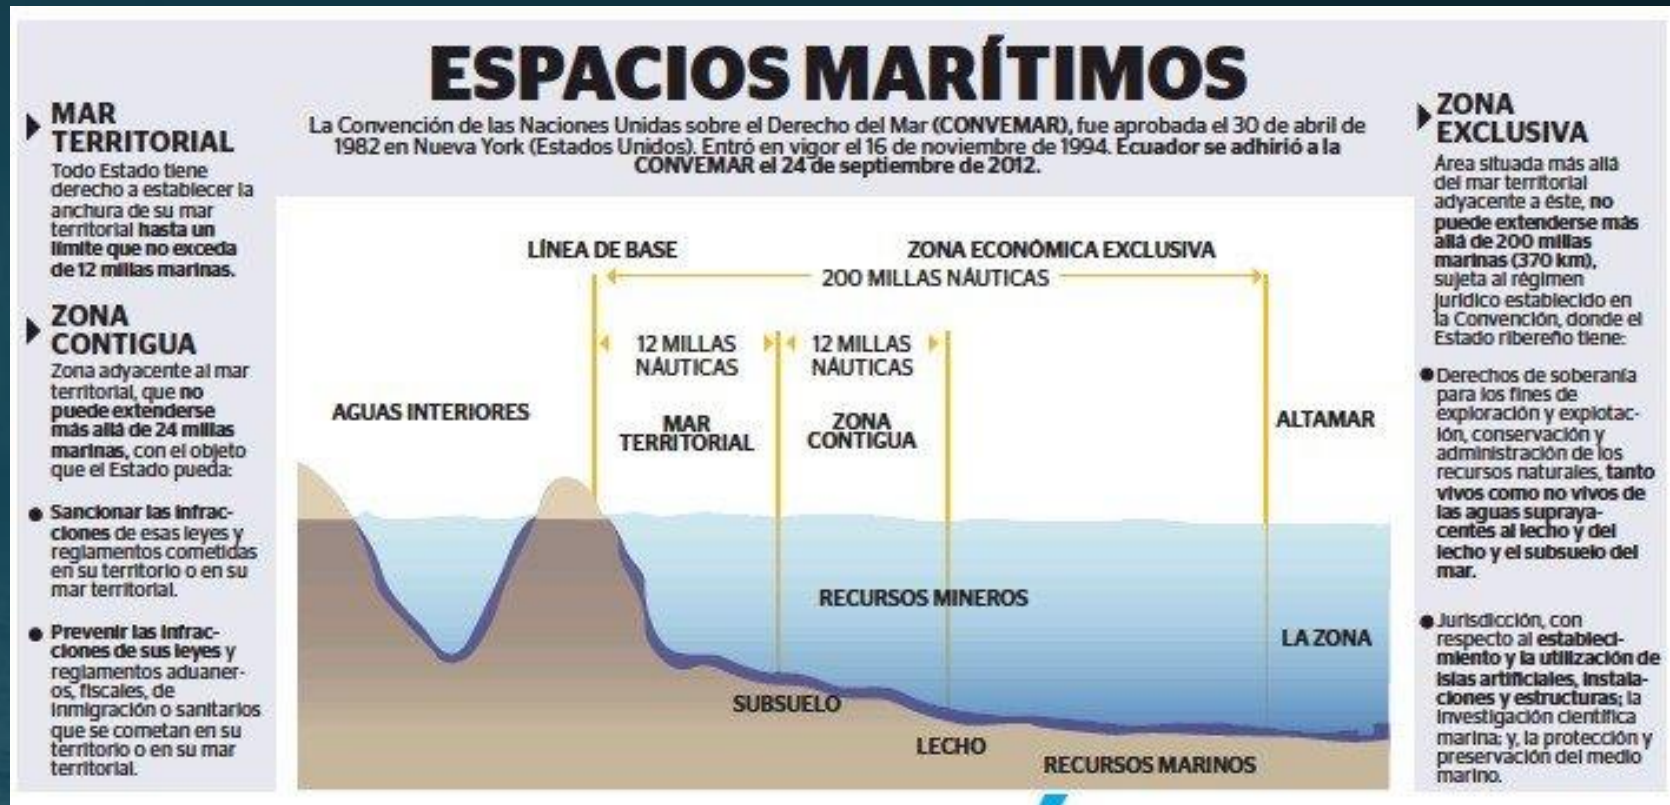 ESPACIOS MARÍTIMOS
La Convención de las Naciones Unidas sobre el Derecho del Mar (CONVEMAR), fue aprobada el 30 de abril de
1982 en Nueva York (Estados Unidos). Entró en vigor el 16 de noviembre de 1994. Ecuador se adhirió a la
CONVEMAR el 24 de septiembre de 2012.
MAR
TERRITORIAL
Todo Estado tiene
derecho a establecer la
anchura de su mar
territorial hasta un
límite que no exceda
de 12 millas marinas.
ZONA
CONTIGUA
Zona adyacente al mar
territorial, que no
puede extenderse
más allá de 24 millas
marinas, con el objeto
que el Estado pueda:
● Sancionar las infrac-
ciones de esas leyes y
reglamentos cometidas
en su territorio o en su
mar territorial.
● Prevenir las infrac-
ciones de sus leyes y
reglamentos aduaner-
os, fiscales, de
inmigración o sanitarios
que se cometan en su
territorio o en su mar
territorial.
LÍNEA DE BASE
ZONA ECONÓMICA EXCLUSIVA
200 MILLAS NÁUTICAS
12 MILLAS
NÁUTICAS
12 MILLAS
NÁUTICAS
AGUAS INTERIORES
MAR
TERRITORIAL
ZONA
CONTIGUA
ALTAMAR
RECURSOS MINEROS
LA ZONA
SUBSUELO
LECHO
RECURSOS MARINOS
ZONA
EXCLUSIVA
Área situada más allá
del mar territorial
adyacente a éste, no
puede extenderse más
allá de 200 millas
marinas (370 km),
sujeta al régimen
jurídico establecido en
la Convención, donde el
Estado ribereño tiene:
● Derechos de soberanía
para los fines de
exploración y explotac-
ión, conservación y
administración de los
recursos naturales, tanto
vivos como no vivos de
las aguas supraya-
centes al lecho y del
lecho y el subsuelo del
mar.
● Jurisdicción, con
respecto al estableci-
miento y la utilización de
islas artificiales, instala-
ciones y estructuras; la
investigación científica
marina; y, la protección y
preservación del medio
marino.